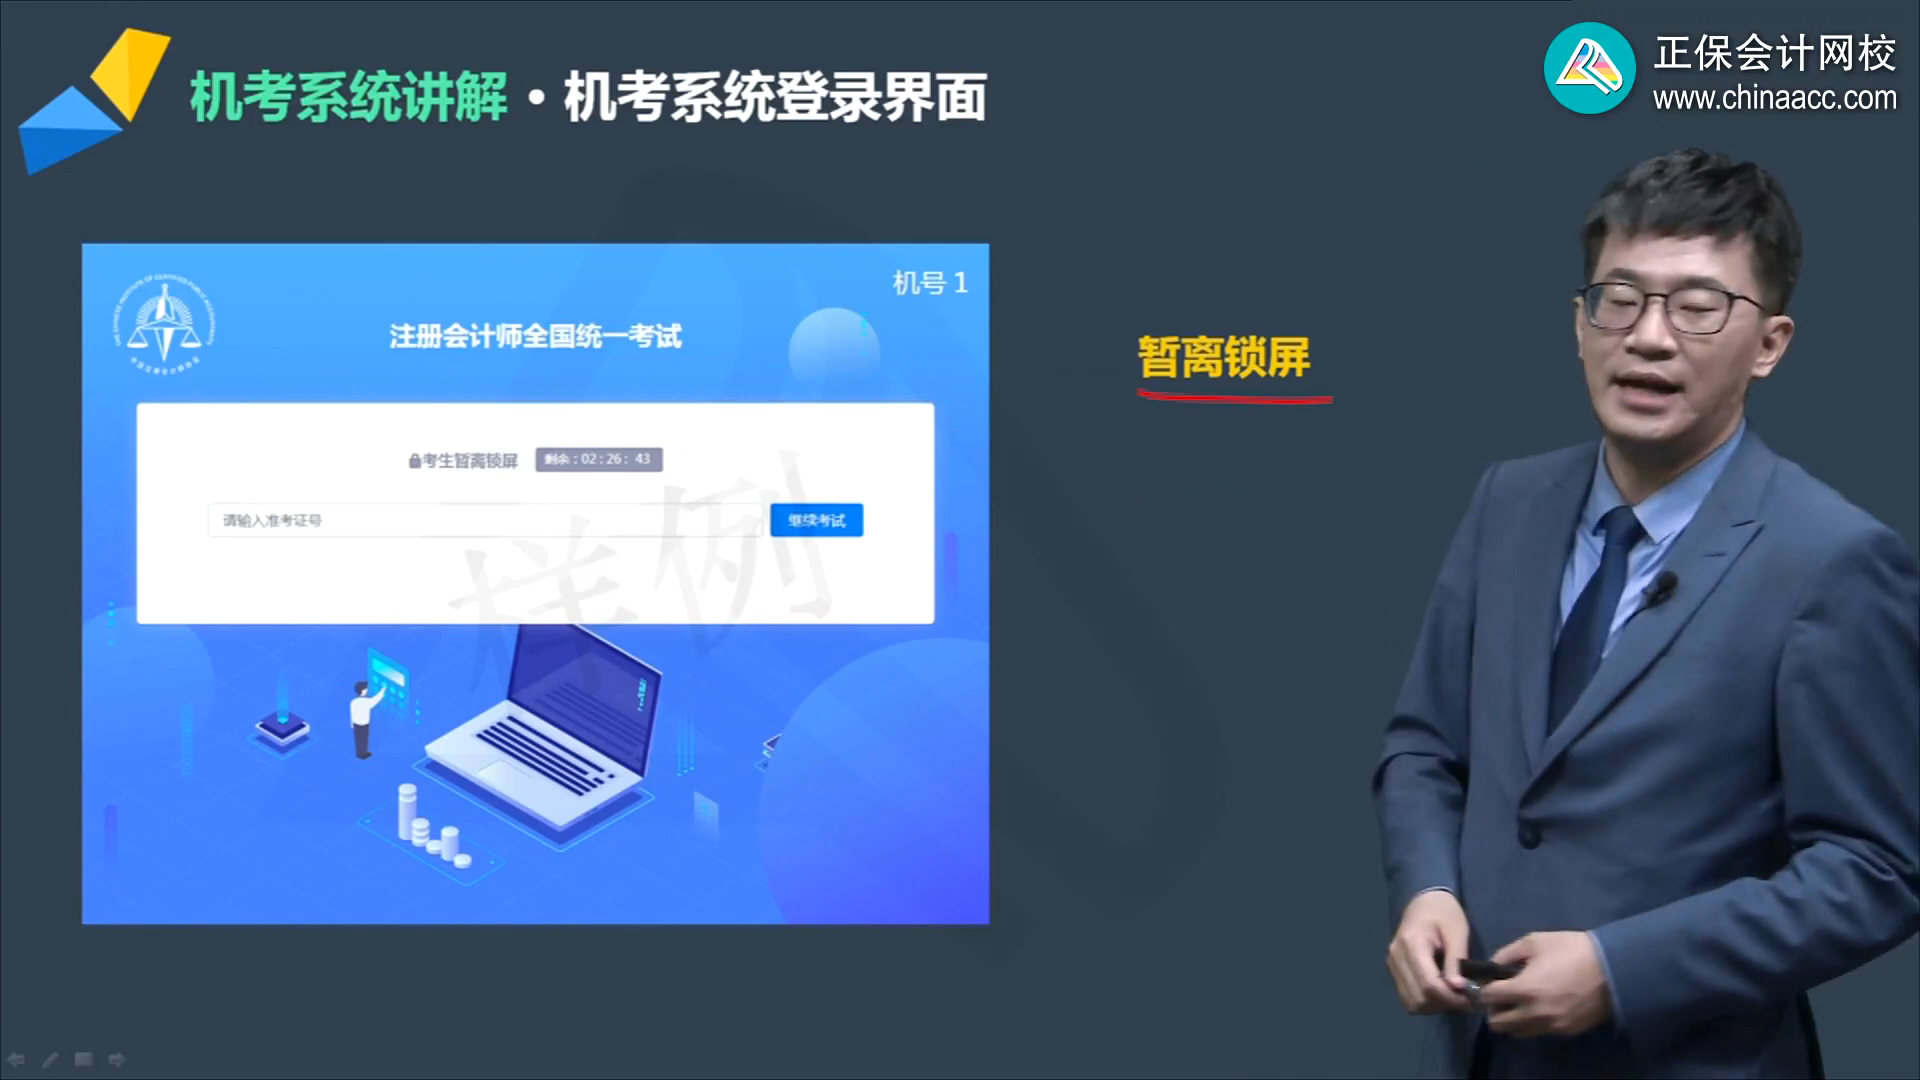 机考系统讲解·机考系统登录界面
正保会计网校
www.chinaacc.com
机号 1
注册会计师全国统一考试
暂离锁屏
考生暂离锁屏 剩余:02:26:43
请输入准考证号 继续考试
样例